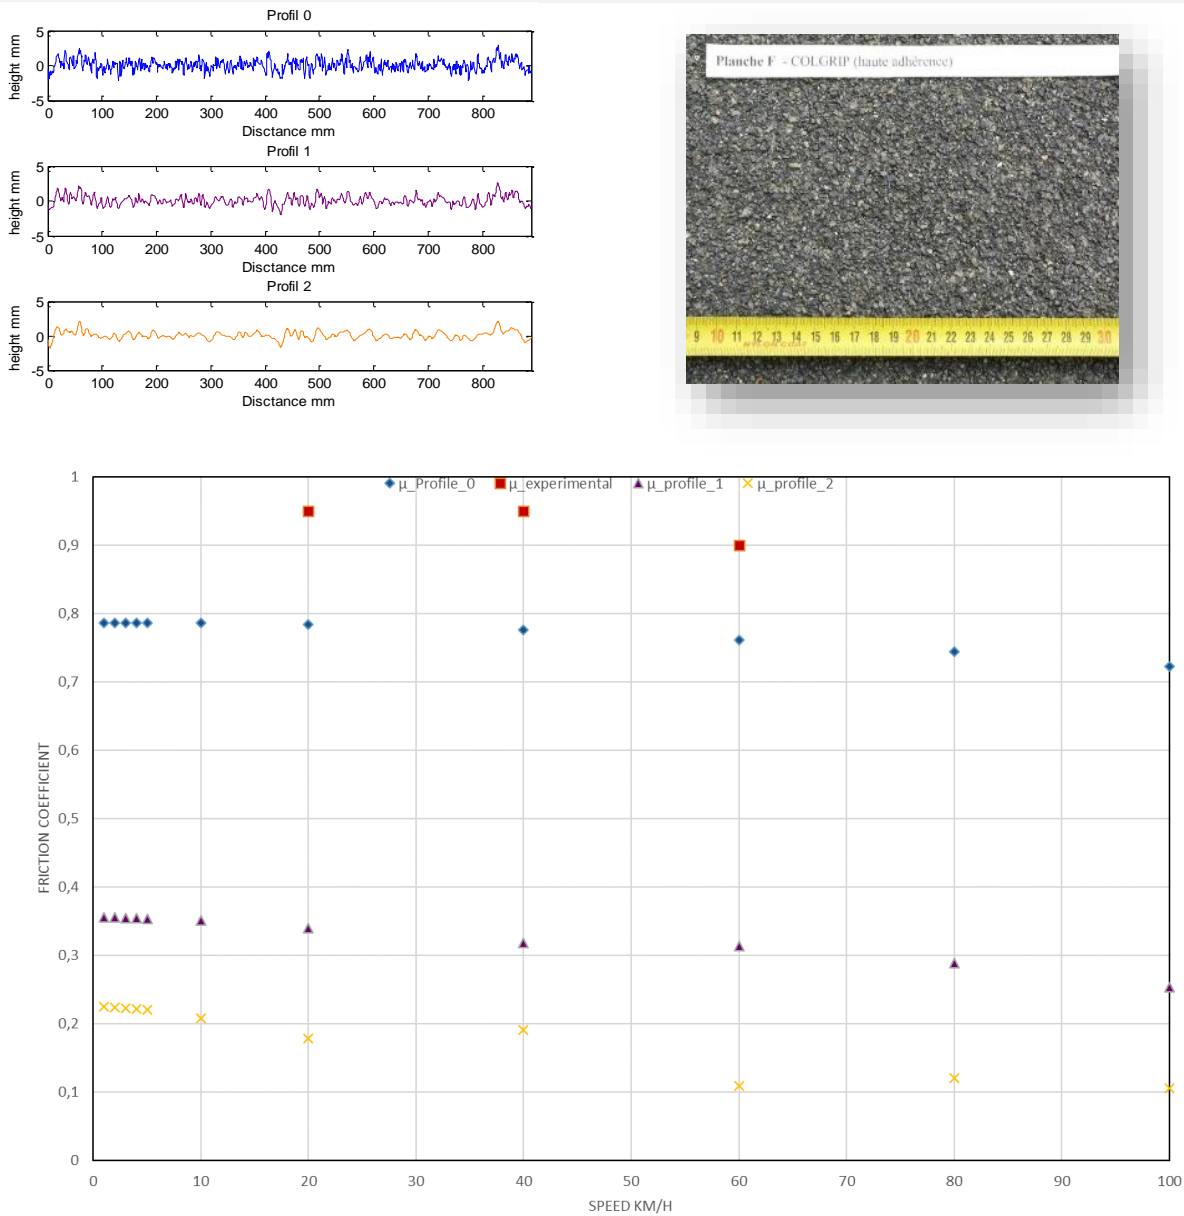 Profil 0
5
0
-5
height mm
0 100 200 300 400 500 600 700 800
Disctance mm
Profil 1
5
0
-5
height mm
0 100 200 300 400 500 600 700 800
Disctance mm
Profil 2
5
0
-5
height mm
0 100 200 300 400 500 600 700 800
Disctance mm
Planche F - COLGRIP (haute adhérence)
9 10 11 12 13 14 15 16 17 18 19 20 21 22 23 24 25 26 27 28 29 30
μ_Profile_0 μ_experimental μ_profile_1 μ_profile_2
1
0,9
0,8
0,7
0,6
0,5
0,4
0,3
0,2
0,1
0
FRICTION COEFFICIENT
0 10 20 30 40 50 60 70 80 90 100
SPEED KM/H